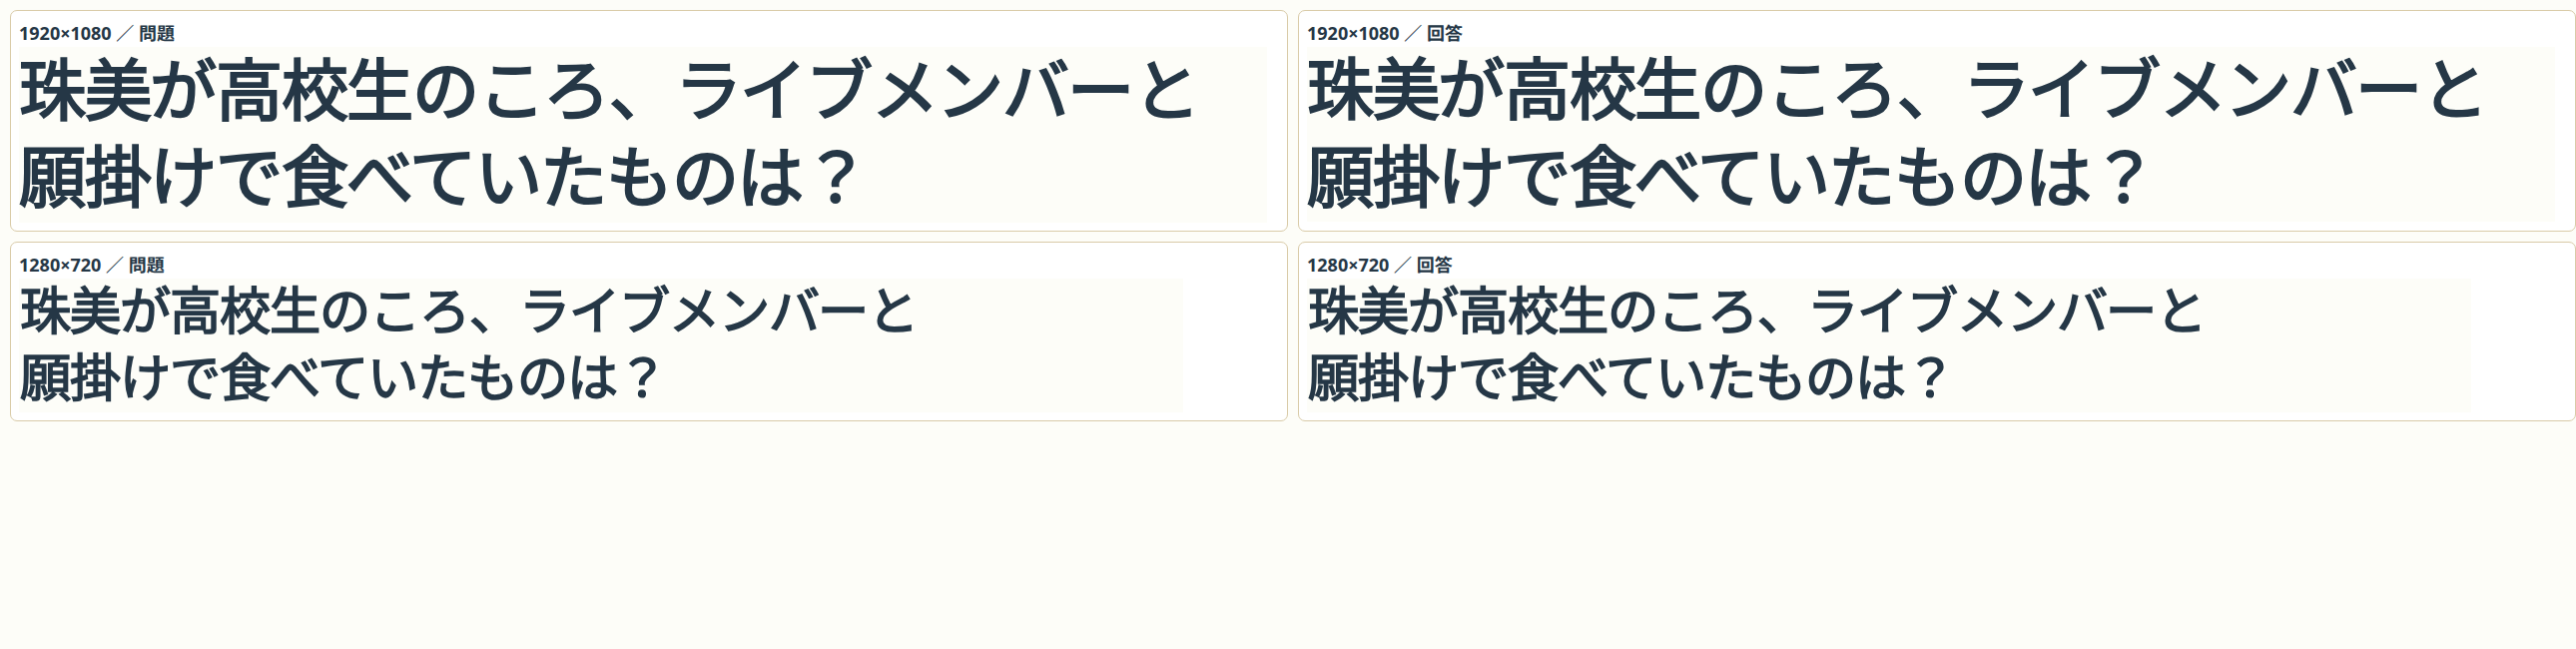 1920×1080 ／ 問題
珠美が高校生のころ、ライブメンバーと
願掛けで食べていたものは？
1920×1080 ／ 回答
珠美が高校生のころ、ライブメンバーと
願掛けで食べていたものは？
1280×720 ／ 問題
珠美が高校生のころ、ライブメンバーと
願掛けで食べていたものは？
1280×720 ／ 回答
珠美が高校生のころ、ライブメンバーと
願掛けで食べていたものは？